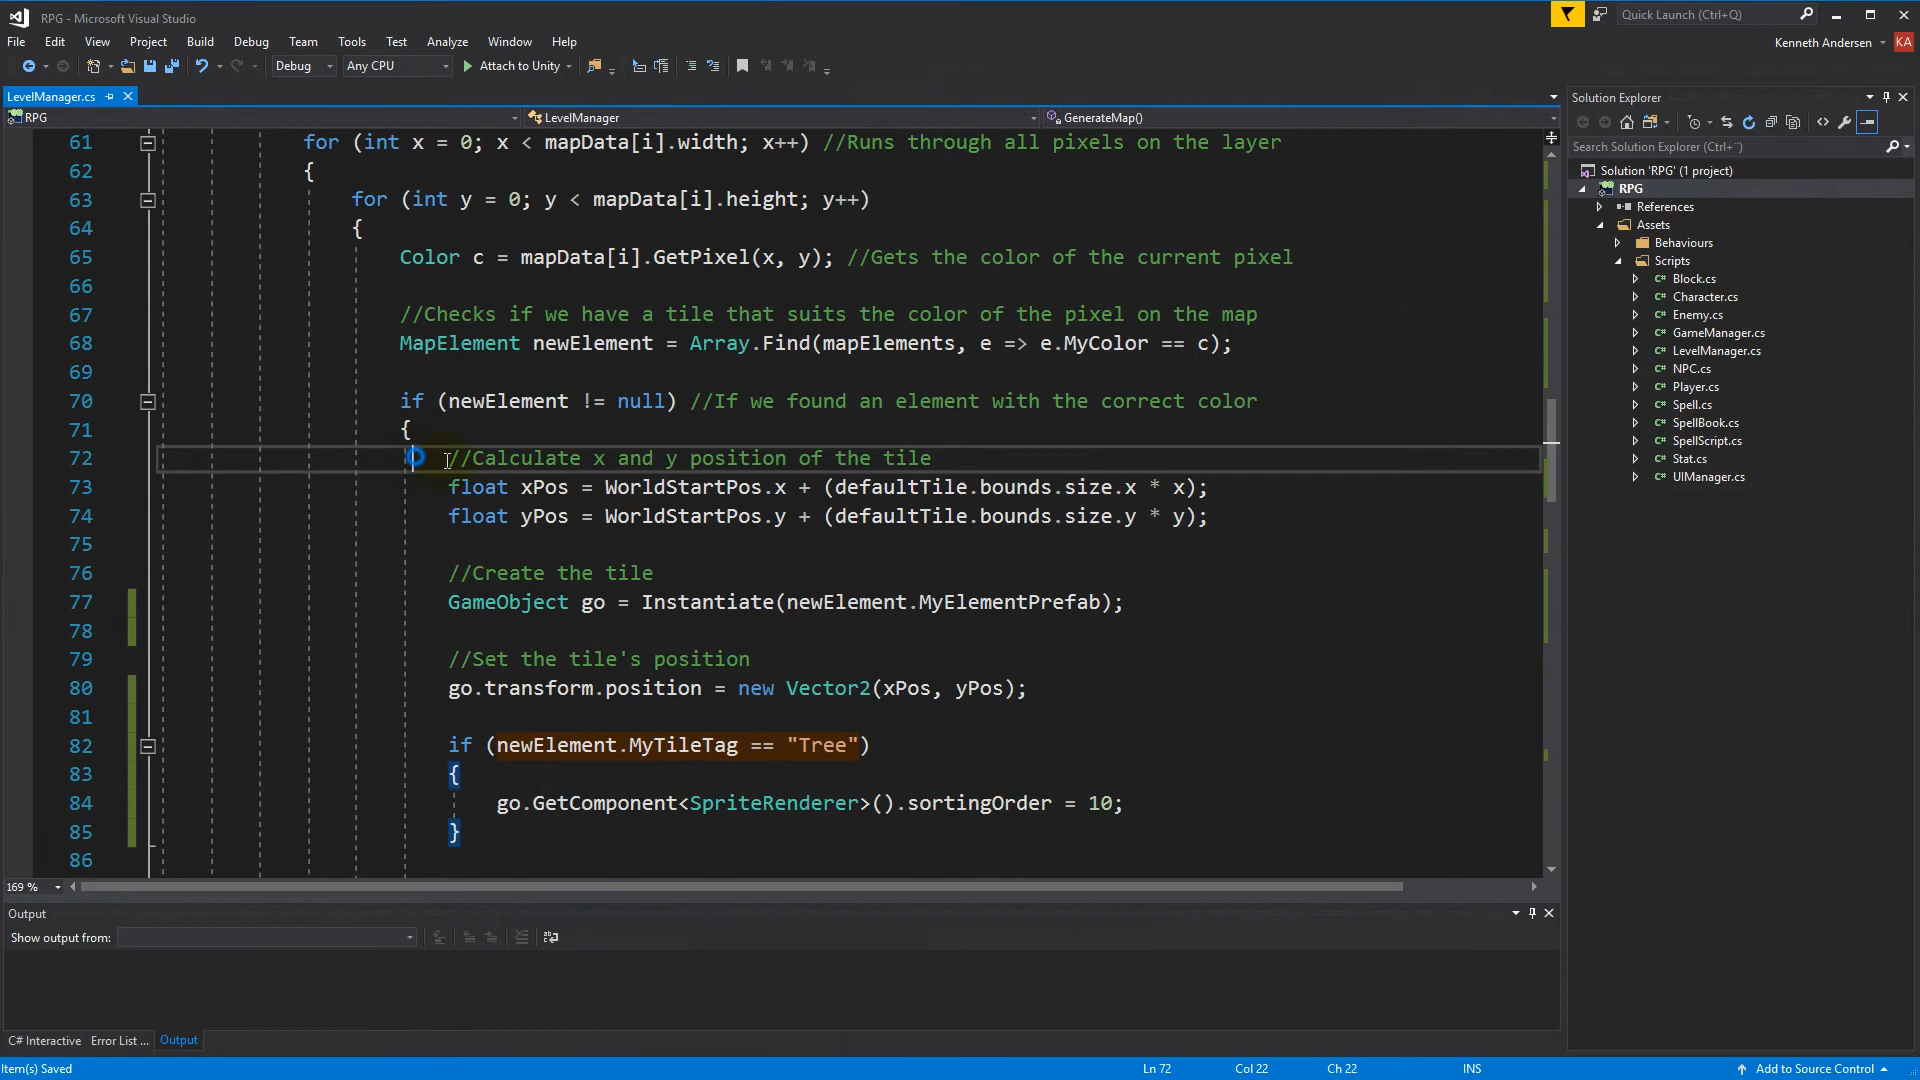 RPG - Microsoft Visual Studio
Quick Launch (Ctrl+Q)
File Edit View Project Build Debug Team Tools Test Analyze Window Help
Kenneth Andersen KA
Debug Any CPU Attach to Unity
LevelManager.cs
RPG LevelManager GenerateMap()
61 for (int x = 0; x < mapData[i].width; x++) //Runs through all pixels on the layer
62 {
63 for (int y = 0; y < mapData[i].height; y++)
64 {
65 Color c = mapData[i].GetPixel(x, y); //Gets the color of the current pixel
66
67 //Checks if we have a tile that suits the color of the pixel on the map
68 MapElement newElement = Array.Find(mapElements, e => e.MyColor == c);
69
70 if (newElement != null) //If we found an element with the correct color
71 {
72 //Calculate x and y position of the tile
73 float xPos = WorldStartPos.x + (defaultTile.bounds.size.x * x);
74 float yPos = WorldStartPos.y + (defaultTile.bounds.size.y * y);
75
76 //Create the tile
77 GameObject go = Instantiate(newElement.MyElementPrefab);
78
79 //Set the tile's position
80 go.transform.position = new Vector2(xPos, yPos);
81
82 if (newElement.MyTileTag == "Tree")
83 {
84 go.GetComponent<SpriteRenderer>().sortingOrder = 10;
85 }
86
169 %
Output
Show output from:
C# Interactive Error List ... Output
Item(s) Saved Ln 72 Col 22 Ch 22 INS Add to Source Control
Solution Explorer
Search Solution Explorer (Ctrl+¨)
Solution 'RPG' (1 project)
RPG
References
Assets
Behaviours
Scripts
C# Block.cs
C# Character.cs
C# Enemy.cs
C# GameManager.cs
C# LevelManager.cs
C# NPC.cs
C# Player.cs
C# Spell.cs
C# SpellBook.cs
C# SpellScript.cs
C# Stat.cs
C# UIManager.cs